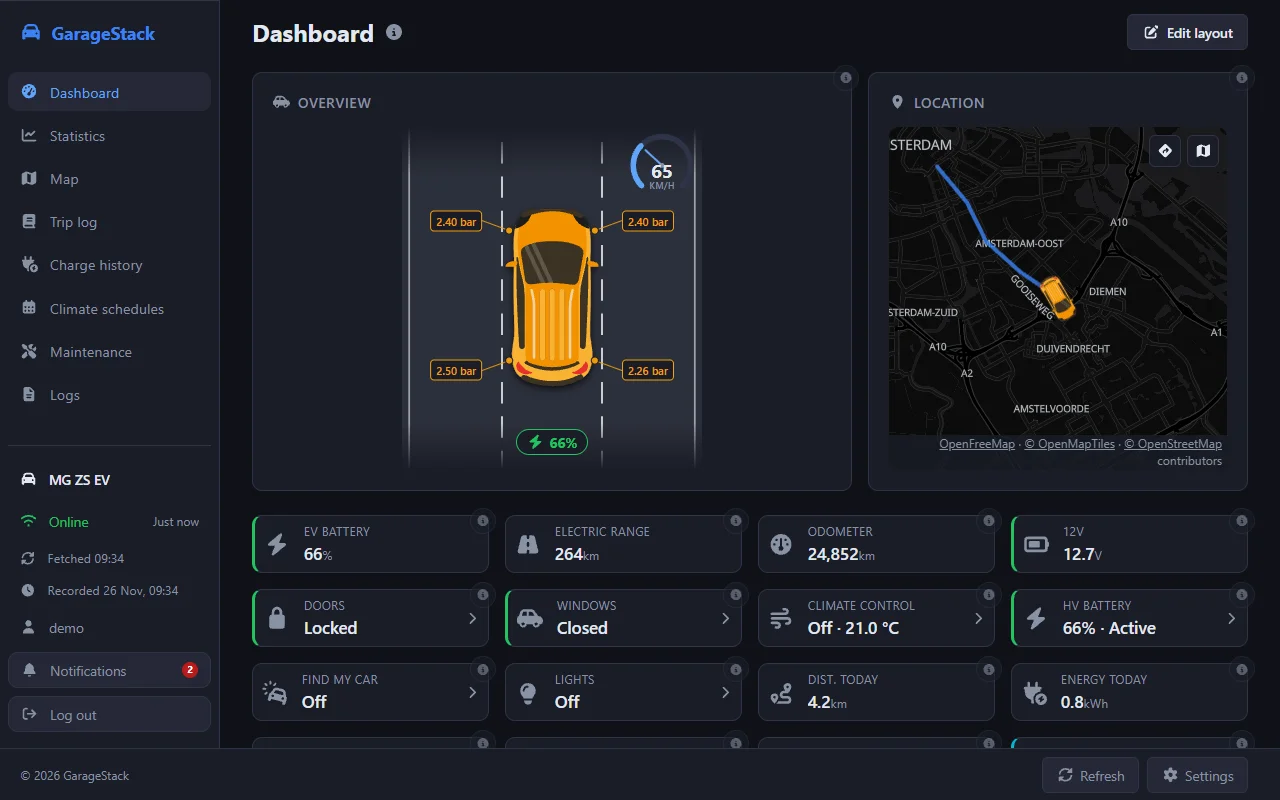 GarageStack
Dashboard
Statistics
Map
Trip log
Charge history
Climate schedules
Maintenance
Logs
MG ZS EV
Online Just now
Fetched 09:34
Recorded 26 Nov, 09:34
demo
Notifications 2
Log out
Dashboard
Edit layout
OVERVIEW
65
KM/H
2.40 bar
2.40 bar
2.50 bar
2.26 bar
66%
LOCATION
STERDAM
A10
AMSTERDAM-OOST
GOOISEWEG
DIEMEN
STERDAM-ZUID
A10
A1
DUIVENDRECHT
A2
AMSTELVOORDE
OpenFreeMap · © OpenMapTiles · © OpenStreetMap
contributors
EV BATTERY
66%
ELECTRIC RANGE
264km
ODOMETER
24,852km
12V
12.7V
DOORS
Locked
WINDOWS
Closed
CLIMATE CONTROL
Off · 21.0 °C
HV BATTERY
66% · Active
FIND MY CAR
Off
LIGHTS
Off
DIST. TODAY
4.2km
ENERGY TODAY
0.8kWh
© 2026 GarageStack
Refresh
Settings